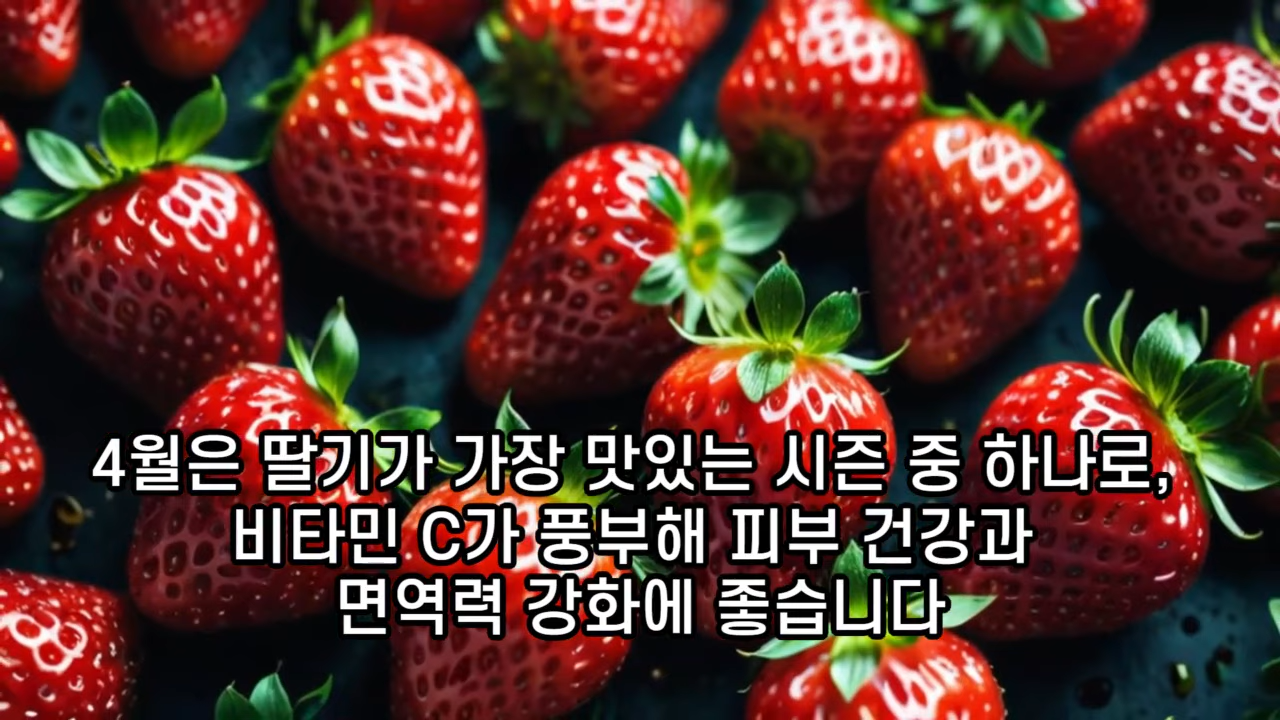 4월은 딸기가 가장 맛있는 시즌 중 하나로,
비타민 C가 풍부해 피부 건강과
면역력 강화에 좋습니다